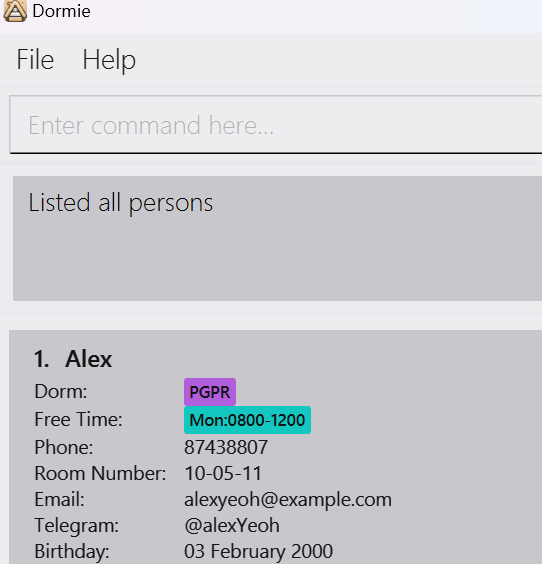 Dormie
File Help
Enter command here...
Listed all persons
1. Alex
Dorm: PGPR
Free Time: Mon:0800-1200
Phone: 87438807
Room Number: 10-05-11
Email: alexyeoh@example.com
Telegram: @alexYeoh
Birthday: 03 February 2000